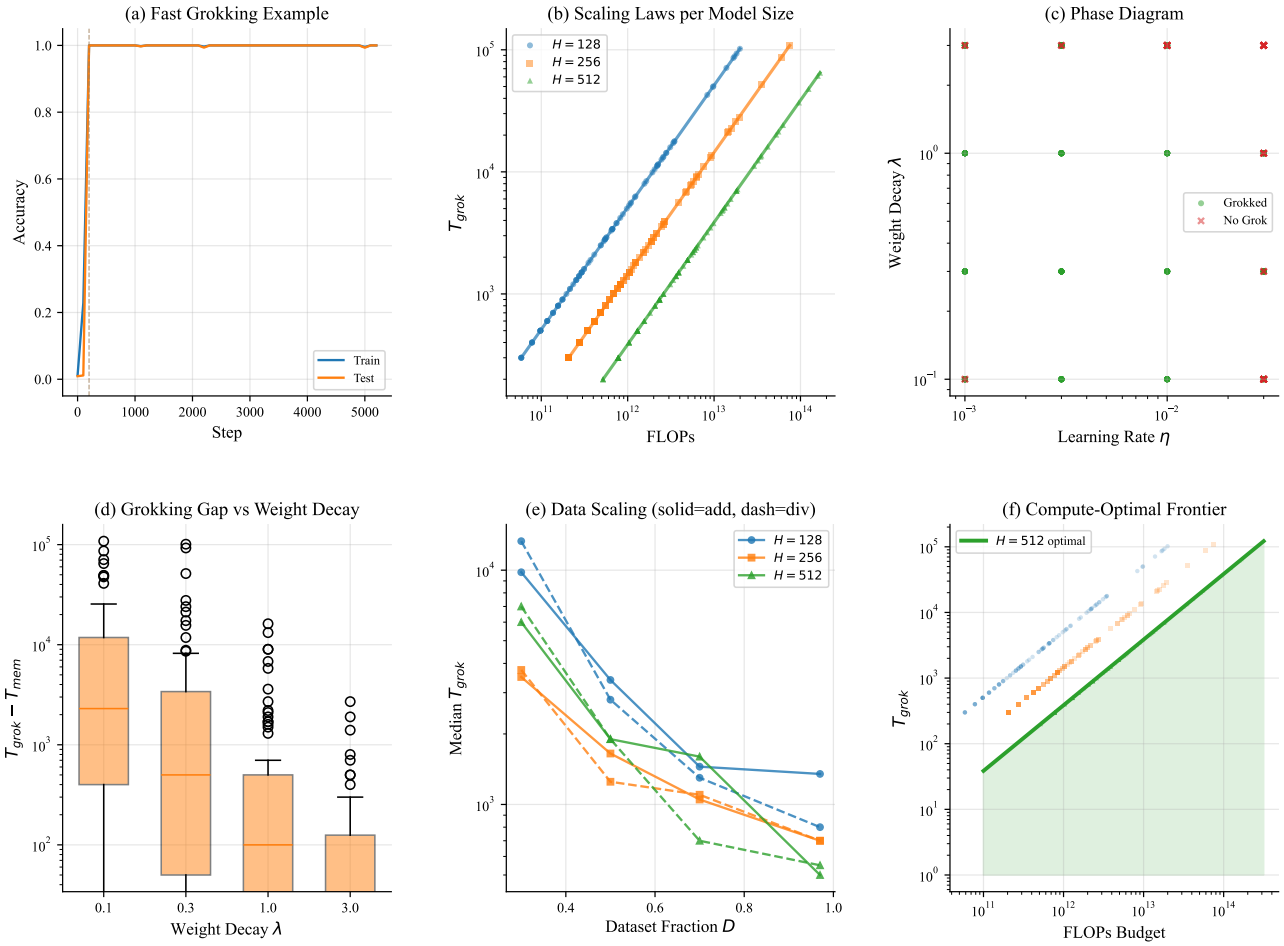 (a) Fast Grokking Example
Accuracy
1.0
0.8
0.6
0.4
0.2
0.0
Train
Test
0 1000 2000 3000 4000 5000
Step
(b) Scaling Laws per Model Size
T_grok
10^5
10^4
10^3
H = 128
H = 256
H = 512
10^11 10^12 10^13 10^14
FLOPs
(c) Phase Diagram
Weight Decay λ
10^0
10^−1
Grokked
No Grok
10^−3 10^−2
Learning Rate η
(d) Grokking Gap vs Weight Decay
T_grok − T_mem
10^5
10^4
10^3
10^2
0.1 0.3 1.0 3.0
Weight Decay λ
(e) Data Scaling (solid=add, dash=div)
Median T_grok
10^4
10^3
H = 128
H = 256
H = 512
0.4 0.6 0.8 1.0
Dataset Fraction D
(f) Compute-Optimal Frontier
T_grok
10^5
10^4
10^3
10^2
10^1
10^0
H = 512 optimal
10^11 10^12 10^13 10^14
FLOPs Budget